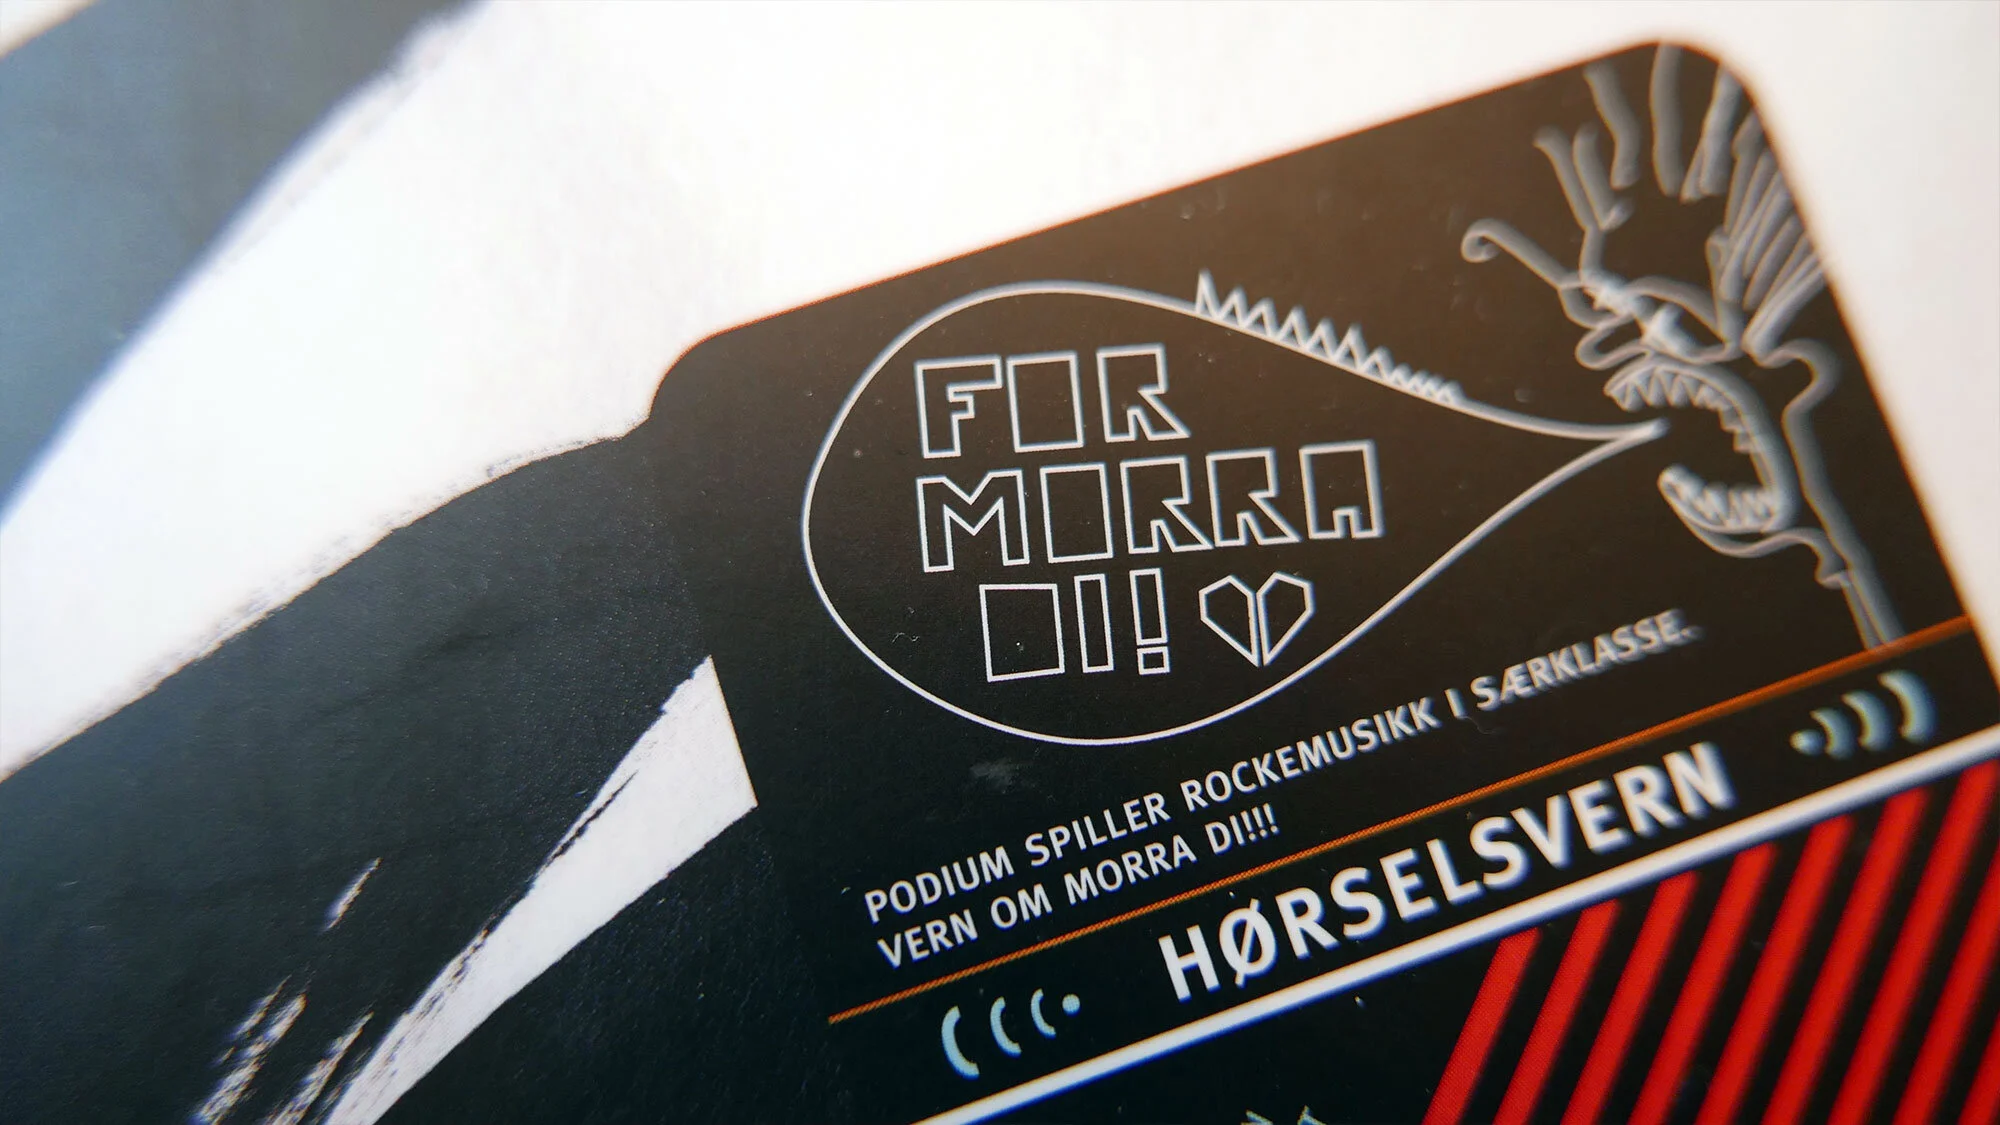 FOR
MORRA
DI!
PODIUM SPILLER ROCKEMUSIKK I SÆRKLASSE.
VERN OM MORRA DI!!!
HØRSELSVERN